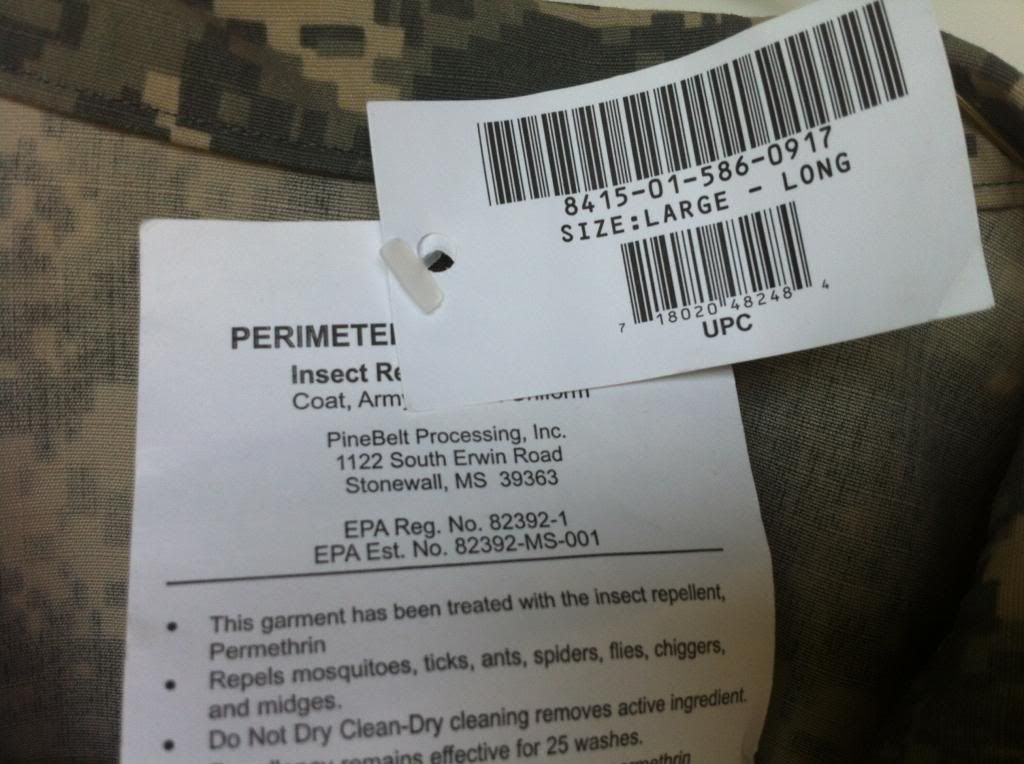 8415-01-586-0917
SIZE:LARGE - LONG
7 18020 48248 4
UPC
PERIMETE
Insect
Coat, Army
PineBelt Processing, Inc.
1122 South Erwin Road
Stonewall, MS 39363
EPA Reg. No. 82392-1
EPA Est. No. 82392-MS-001
• This garment has been treated with the insect repellent,
Permethrin
• Repels mosquitoes, ticks, ants, spiders, flies, chiggers,
and midges.
• Do Not Dry Clean-Dry cleaning removes active ingredient.
remains effective for 25 washes.